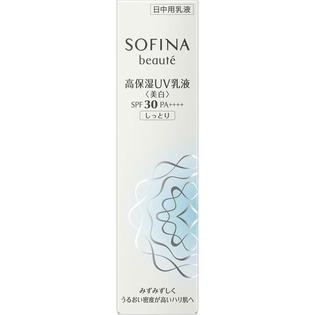 日中用乳液
SOFINA
beauté
高保湿UV乳液
〈美白〉
SPF 30 PA++++
しっとり
みずみずしく
うるおい密度が高いハリ肌へ